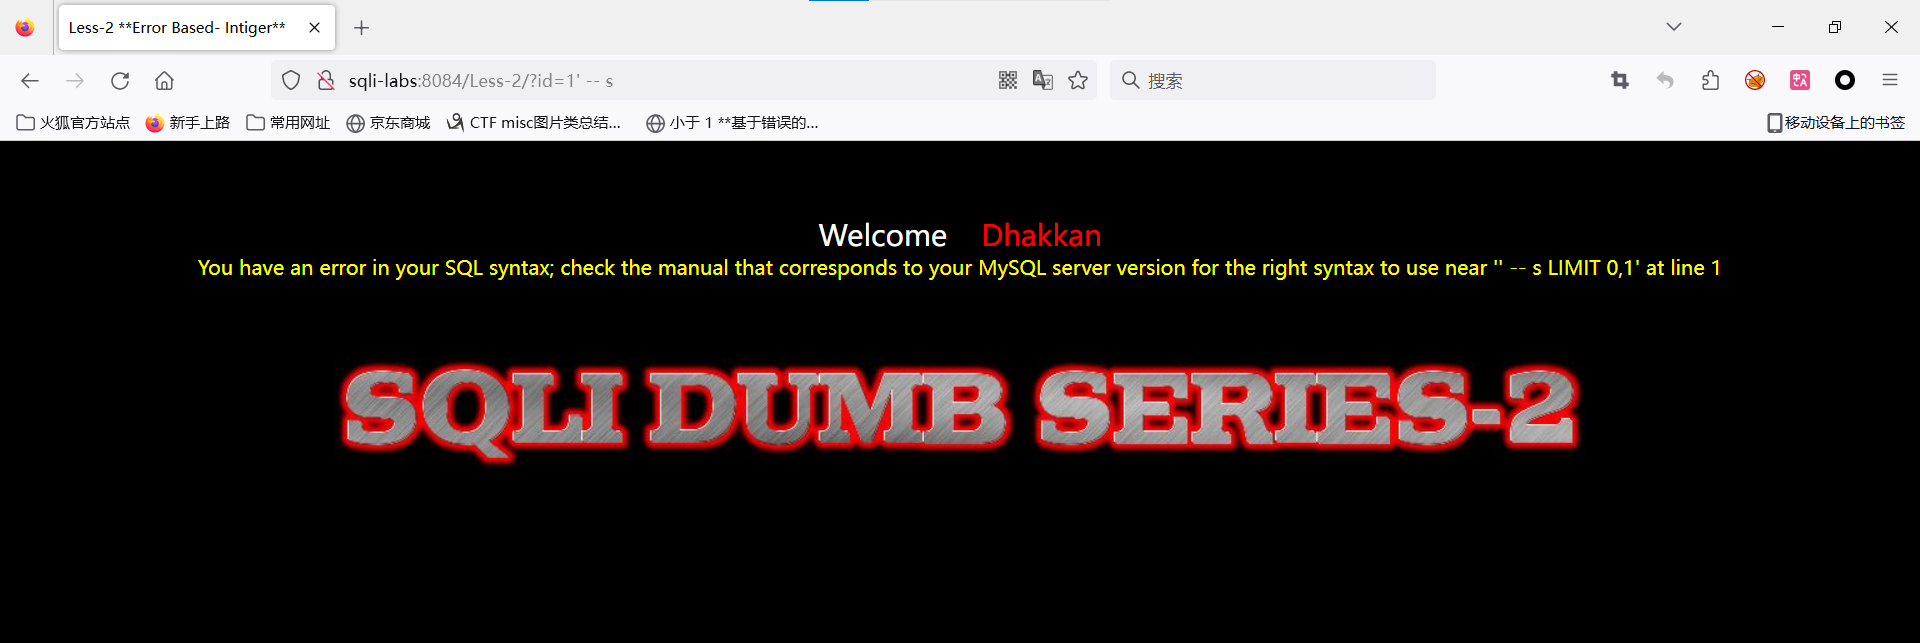 Less-2 **Error Based- Intiger**
sqli-labs:8084/Less-2/?id=1' -- s
搜索
火狐官方站点 新手上路 常用网址 京东商城 CTF misc图片类总结... 小于 1 **基于错误的... 移动设备上的书签
Welcome Dhakkan
You have an error in your SQL syntax; check the manual that corresponds to your MySQL server version for the right syntax to use near '' -- s LIMIT 0,1' at line 1
SQLI DUMB SERIES-2